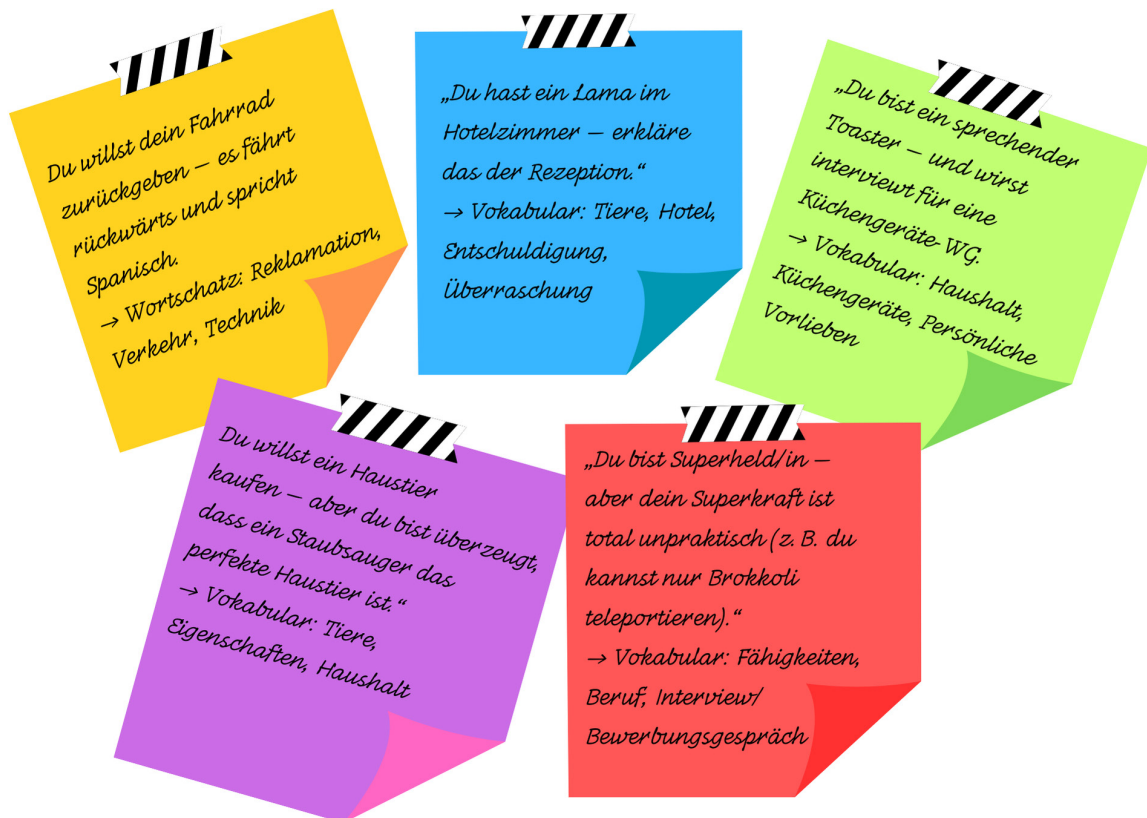 Du willst dein Fahrrad
zurückgeben – es fährt
rückwärts und spricht
Spanisch.
→ Wortschatz: Reklamation,
Verkehr, Technik
„Du hast ein Lama im
Hotelzimmer – erkläre
das der Rezeption.“
→ Vokabular: Tiere, Hotel,
Entschuldigung,
Überraschung
„Du bist ein sprechender
Toaster – und wirst
interviewt für eine
Küchengeräte-WG.
→ Vokabular: Haushalt,
Küchengeräte, Persönliche
Vorlieben
Du willst ein Haustier
kaufen – aber du bist überzeugt,
dass ein Staubsauger das
perfekte Haustier ist.“
→ Vokabular: Tiere,
Eigenschaften, Haushalt
„Du bist Superheld/in –
aber dein Superkraft ist
total unpraktisch (z. B. du
kannst nur Brokkoli
teleportieren).“
→ Vokabular: Fähigkeiten,
Beruf, Interview/
Bewerbungsgespräch